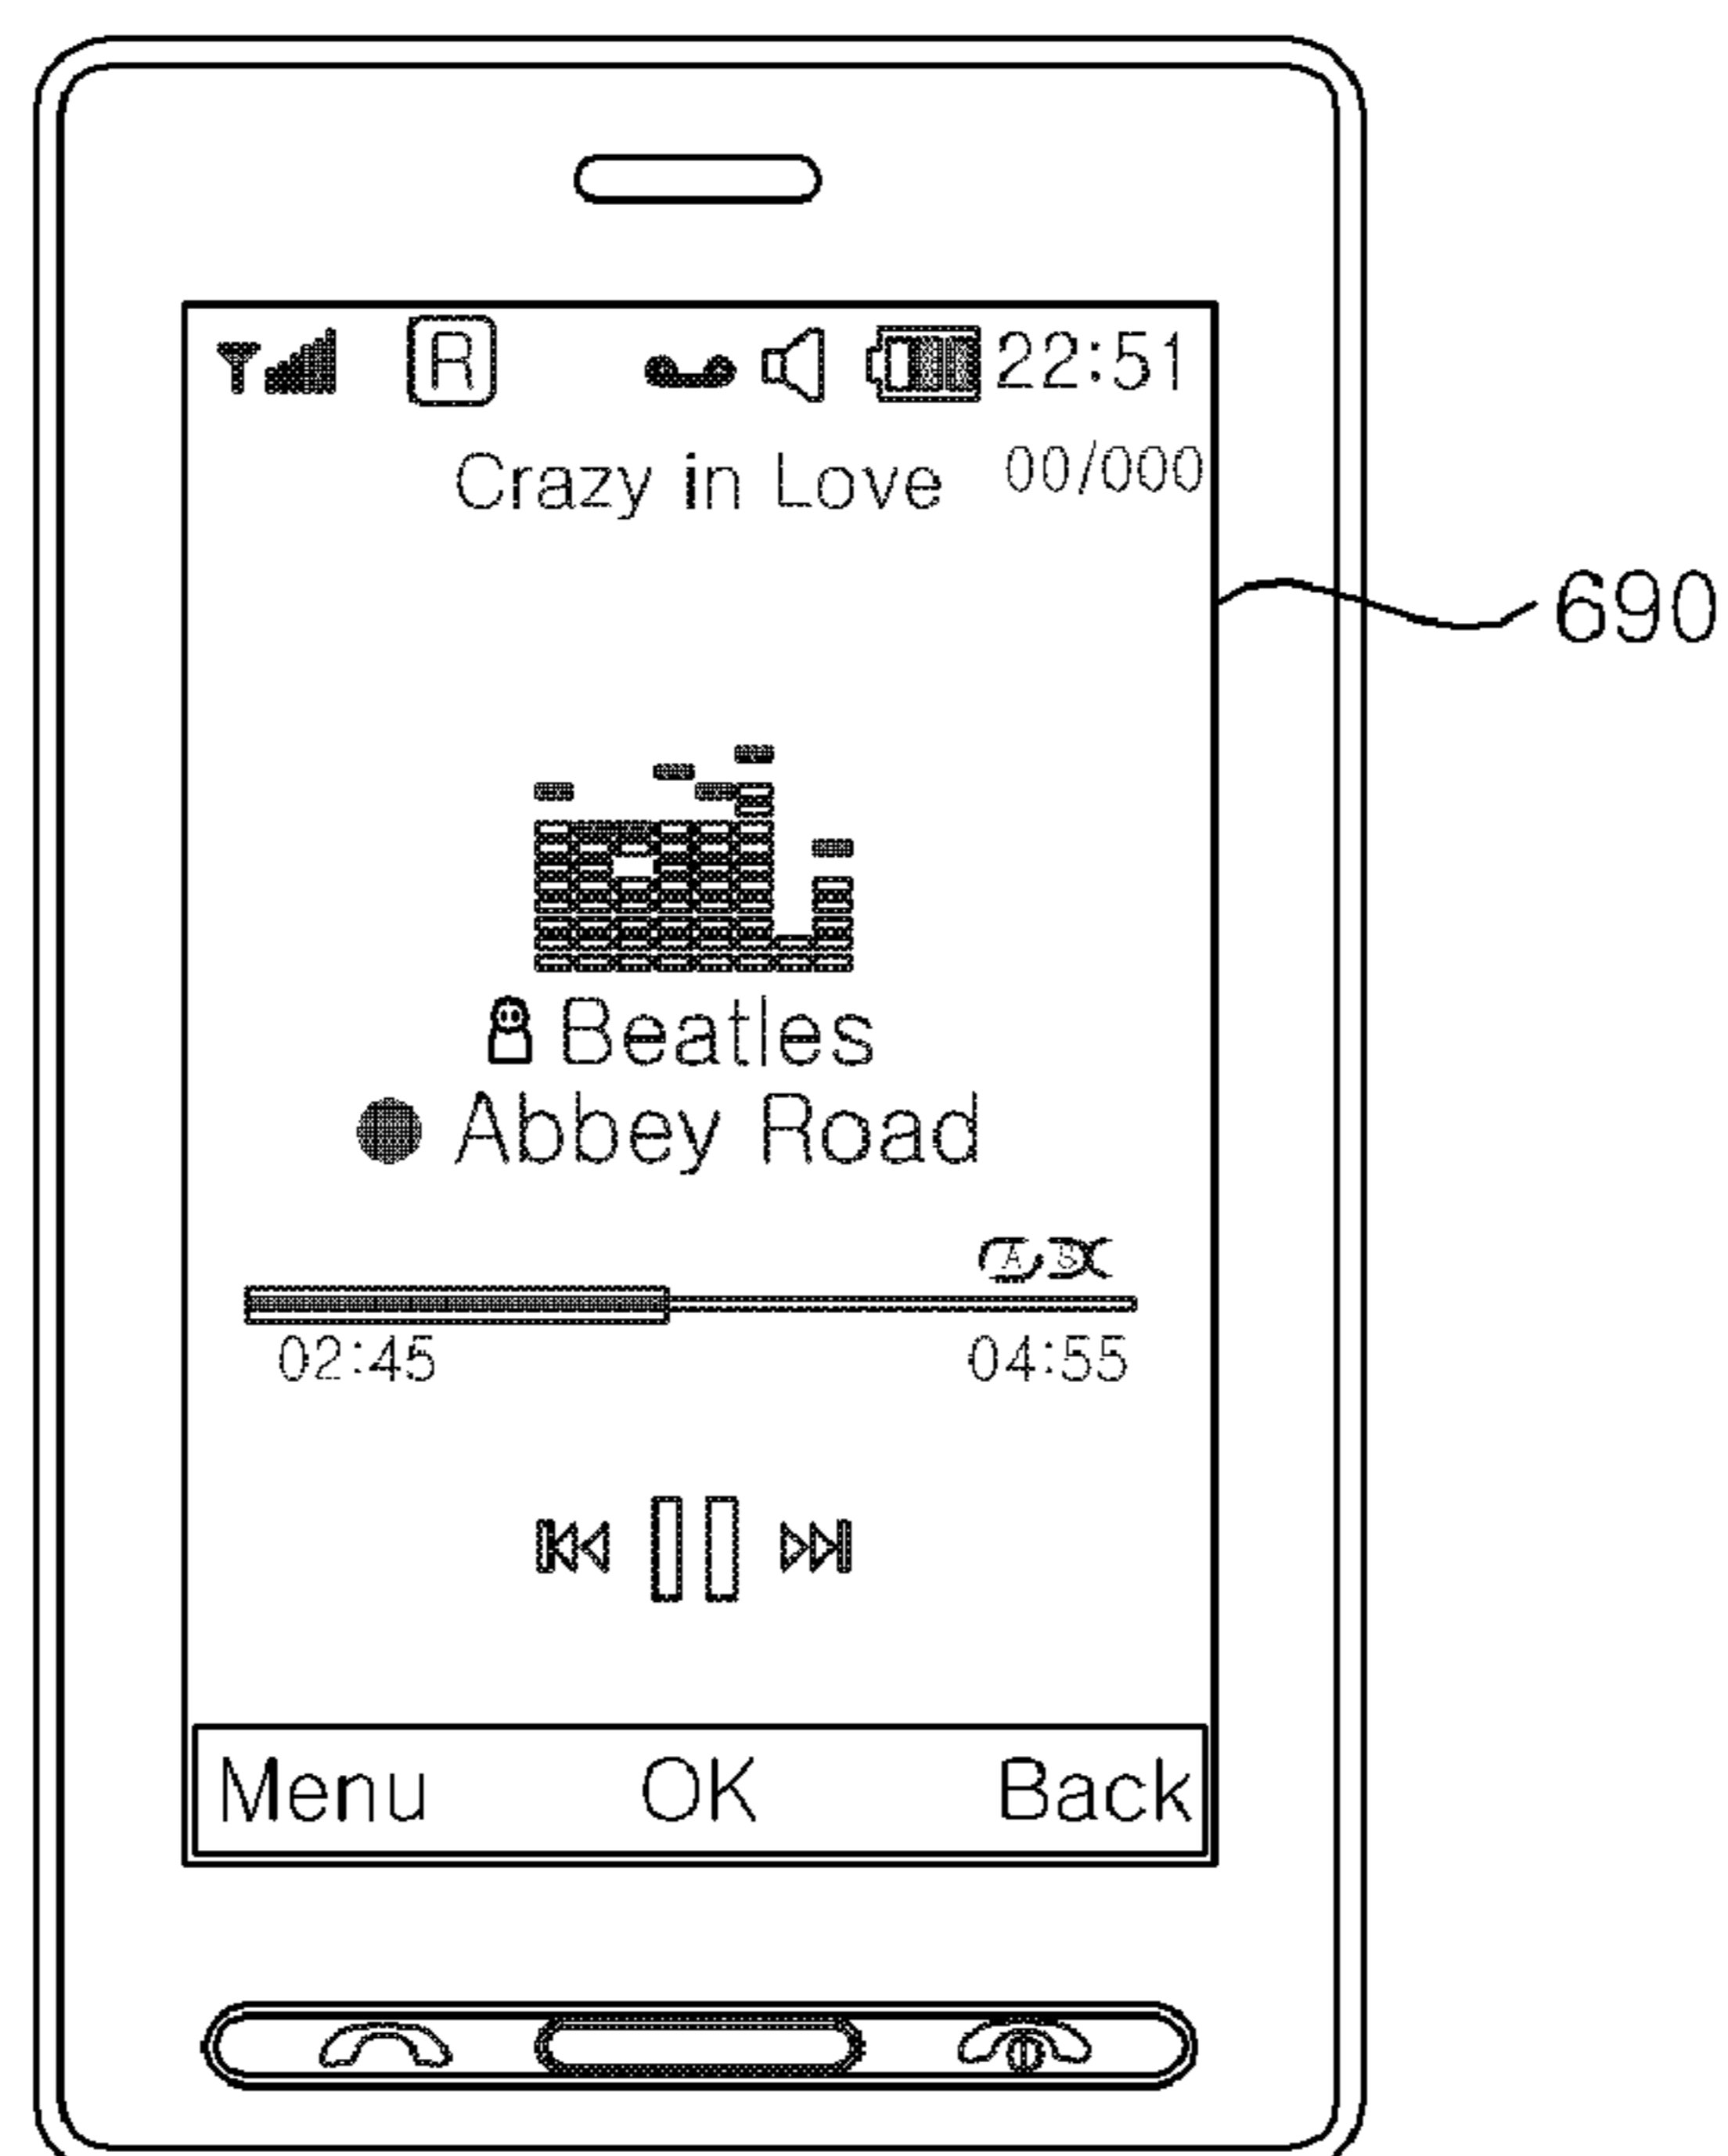 R 22:51
Crazy in Love 00/000
690
Beatles
Abbey Road
A B
02:45 04:55
Menu OK Back